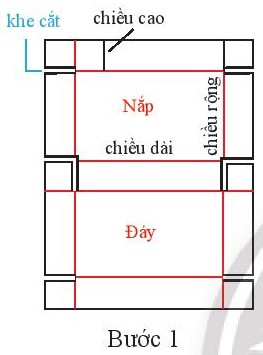 khe cắt
chiều cao
Nắp
chiều rộng
chiều dài
Đáy
Bước 1